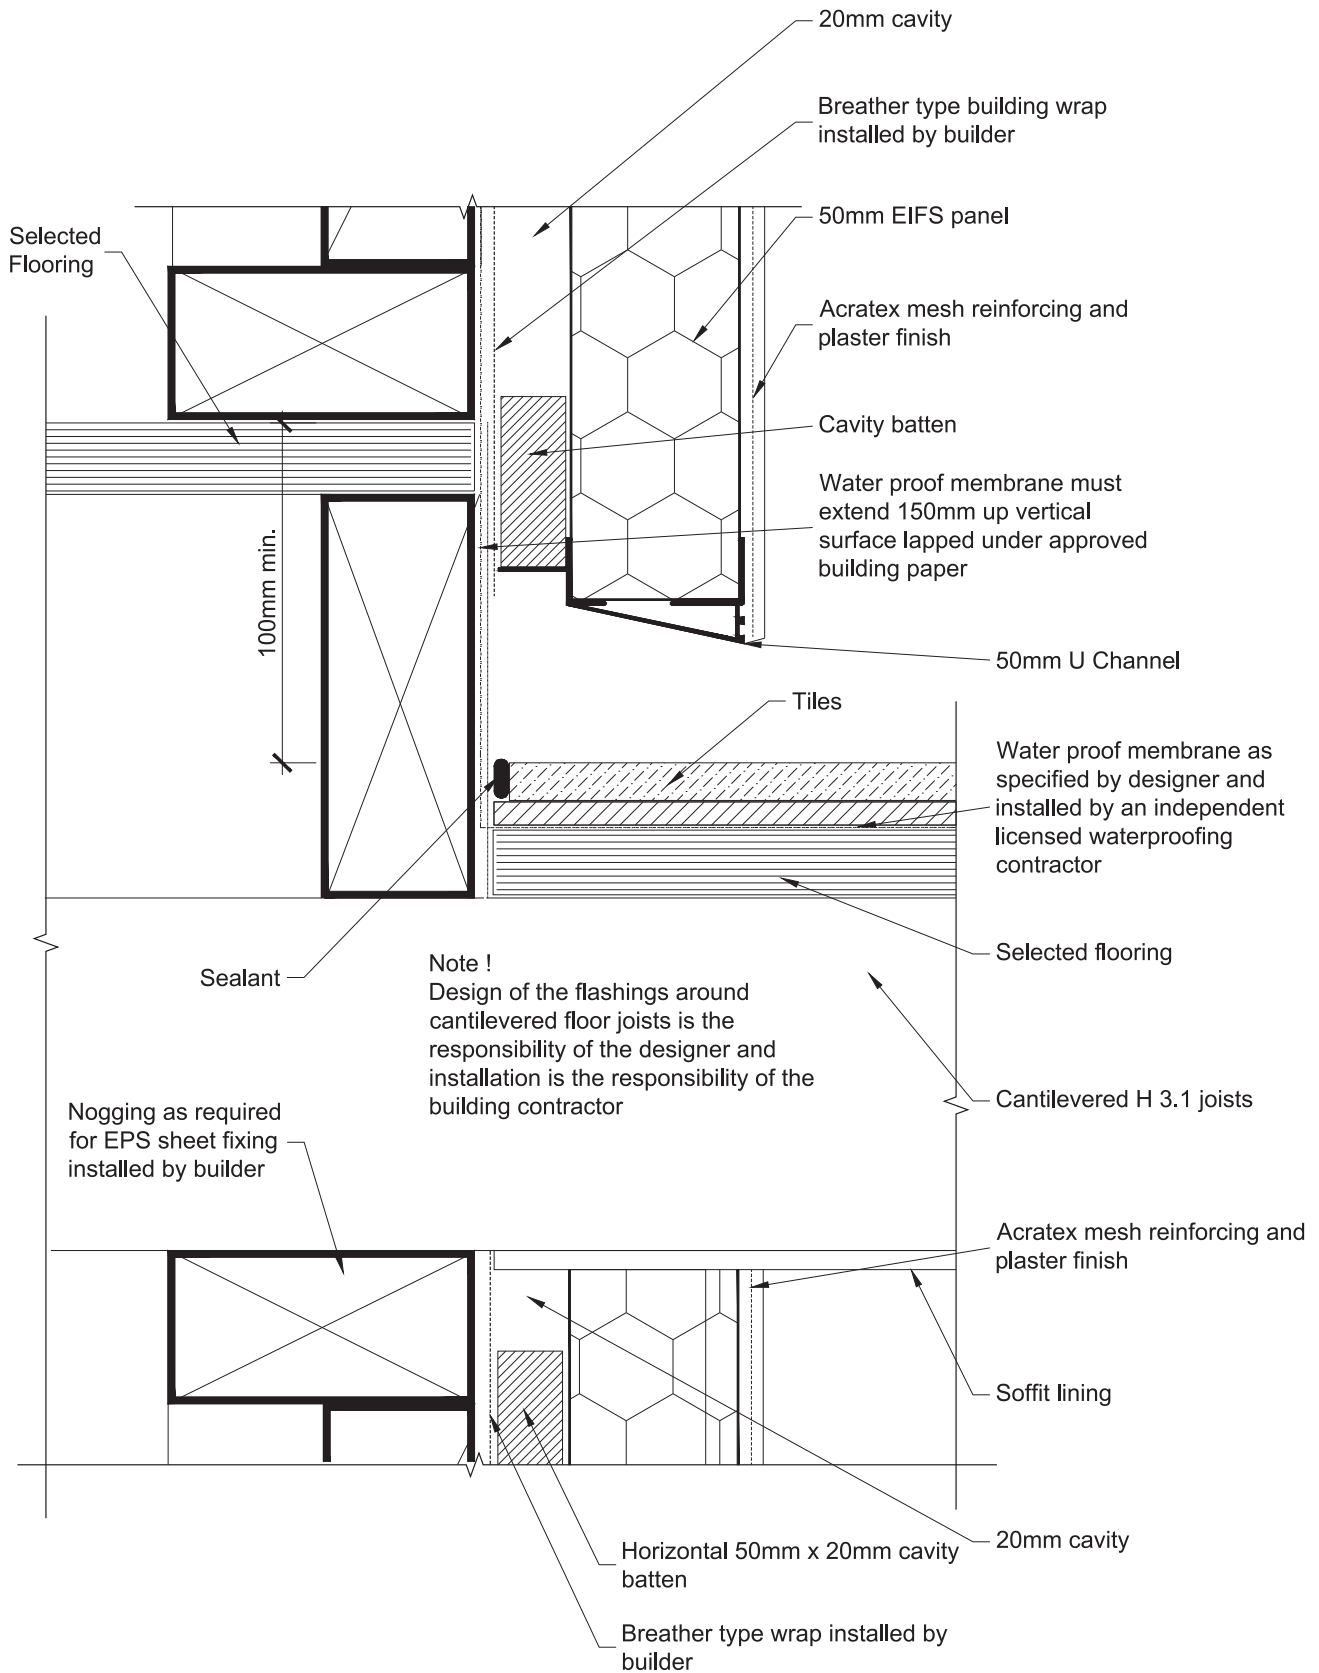 20mm cavity
Breather type building wrap
installed by builder
50mm EIFS panel
Selected
Flooring
Acratex mesh reinforcing and
plaster finish
Cavity batten
Water proof membrane must
extend 150mm up vertical
surface lapped under approved
building paper
100mm min.
50mm U Channel
Tiles
Water proof membrane as
specified by designer and
installed by an independent
licensed waterproofing
contractor
Selected flooring
Sealant
Note !
Design of the flashings around
cantilevered floor joists is the
responsibility of the designer and
installation is the responsibility of the
building contractor
Cantilevered H 3.1 joists
Nogging as required
for EPS sheet fixing
installed by builder
Acratex mesh reinforcing and
plaster finish
Soffit lining
20mm cavity
Horizontal 50mm x 20mm cavity
batten
Breather type wrap installed by
builder